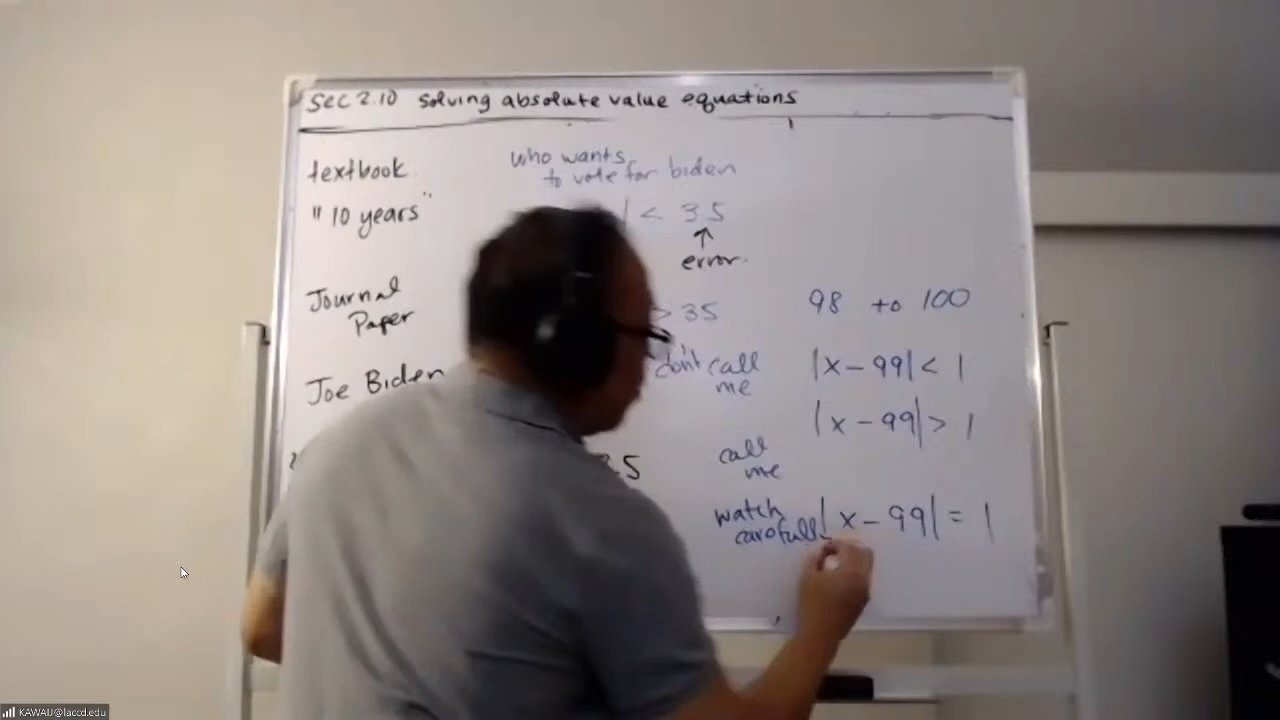 sec 2.10 solving absolute value equations
textbook
who wants
to vote for biden
" 10 years "
| < 3.5
↑
error.
Journal
Paper
> 35
98 to 100
Joe Biden
don't call
me
|x - 99| < 1
|x - 99| > 1
call
me
watch
carefull
|x - 99| = 1
KAWAIJ@laccd.edu